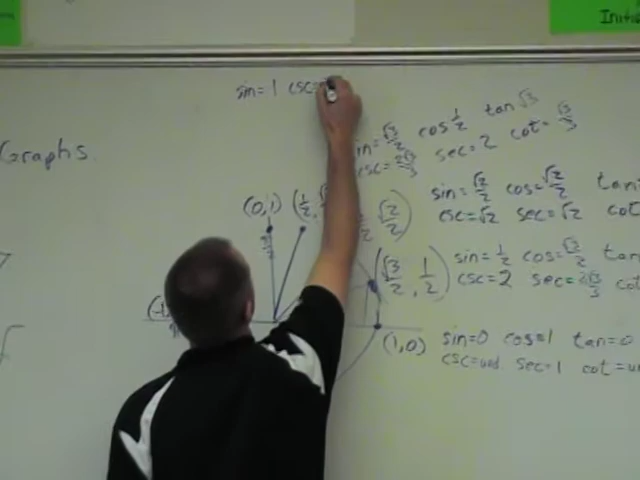 Initi
sin=1 csc=
Graphs.
in=√3/2 cos 1/2 tan √3
csc=2√3/3 sec=2 cot=√3/3
sin=√2/2 cos=√2/2 tan
csc=√2 sec=√2 cot
(0,1) (1/2, √ √2/2)
sin=1/2 cos=√3/2 tan
(√3/2, 1/2) csc=2 sec=2√3/3 cot
(-1,
(1,0) sin=0 cos=1 tan=0
csc=und sec=1 cot=un